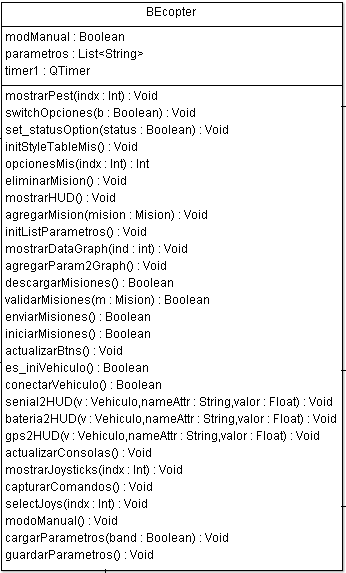 BEcopter
modManual : Boolean
parametros : List<String>
timer1 : QTimer
mostrarPest(indx : Int) : Void
switchOpciones(b : Boolean) : Void
set_statusOption(status : Boolean) : Void
initStyleTableMis() : Void
opcionesMis(indx : Int) : Int
eliminarMision() : Void
mostrarHUD() : Void
agregarMision(mision : Mision) : Void
initListParametros() : Void
mostrarDataGraph(ind : int) : Void
agregarParam2Graph() : Void
descargarMisiones() : Boolean
validarMisiones(m : Mision) : Boolean
enviarMisiones() : Boolean
iniciarMisiones() : Boolean
actualizarBtns() : Void
es_iniVehiculo() : Boolean
conectarVehiculo() : Boolean
senial2HUD(v : Vehiculo,nameAttr : String,valor : Float) : Void
bateria2HUD(v : Vehiculo,nameAttr : String,valor : Float) : Void
gps2HUD(v : Vehiculo,nameAttr : String,valor : Float) : Void
actualizarConsolas() : Void
mostrarJoysticks(indx : Int) : Void
capturarComandos() : Void
selectJoys(indx : Int) : Void
modoManual() : Void
cargarParametros(band : Boolean) : Void
guardarParametros() : Void